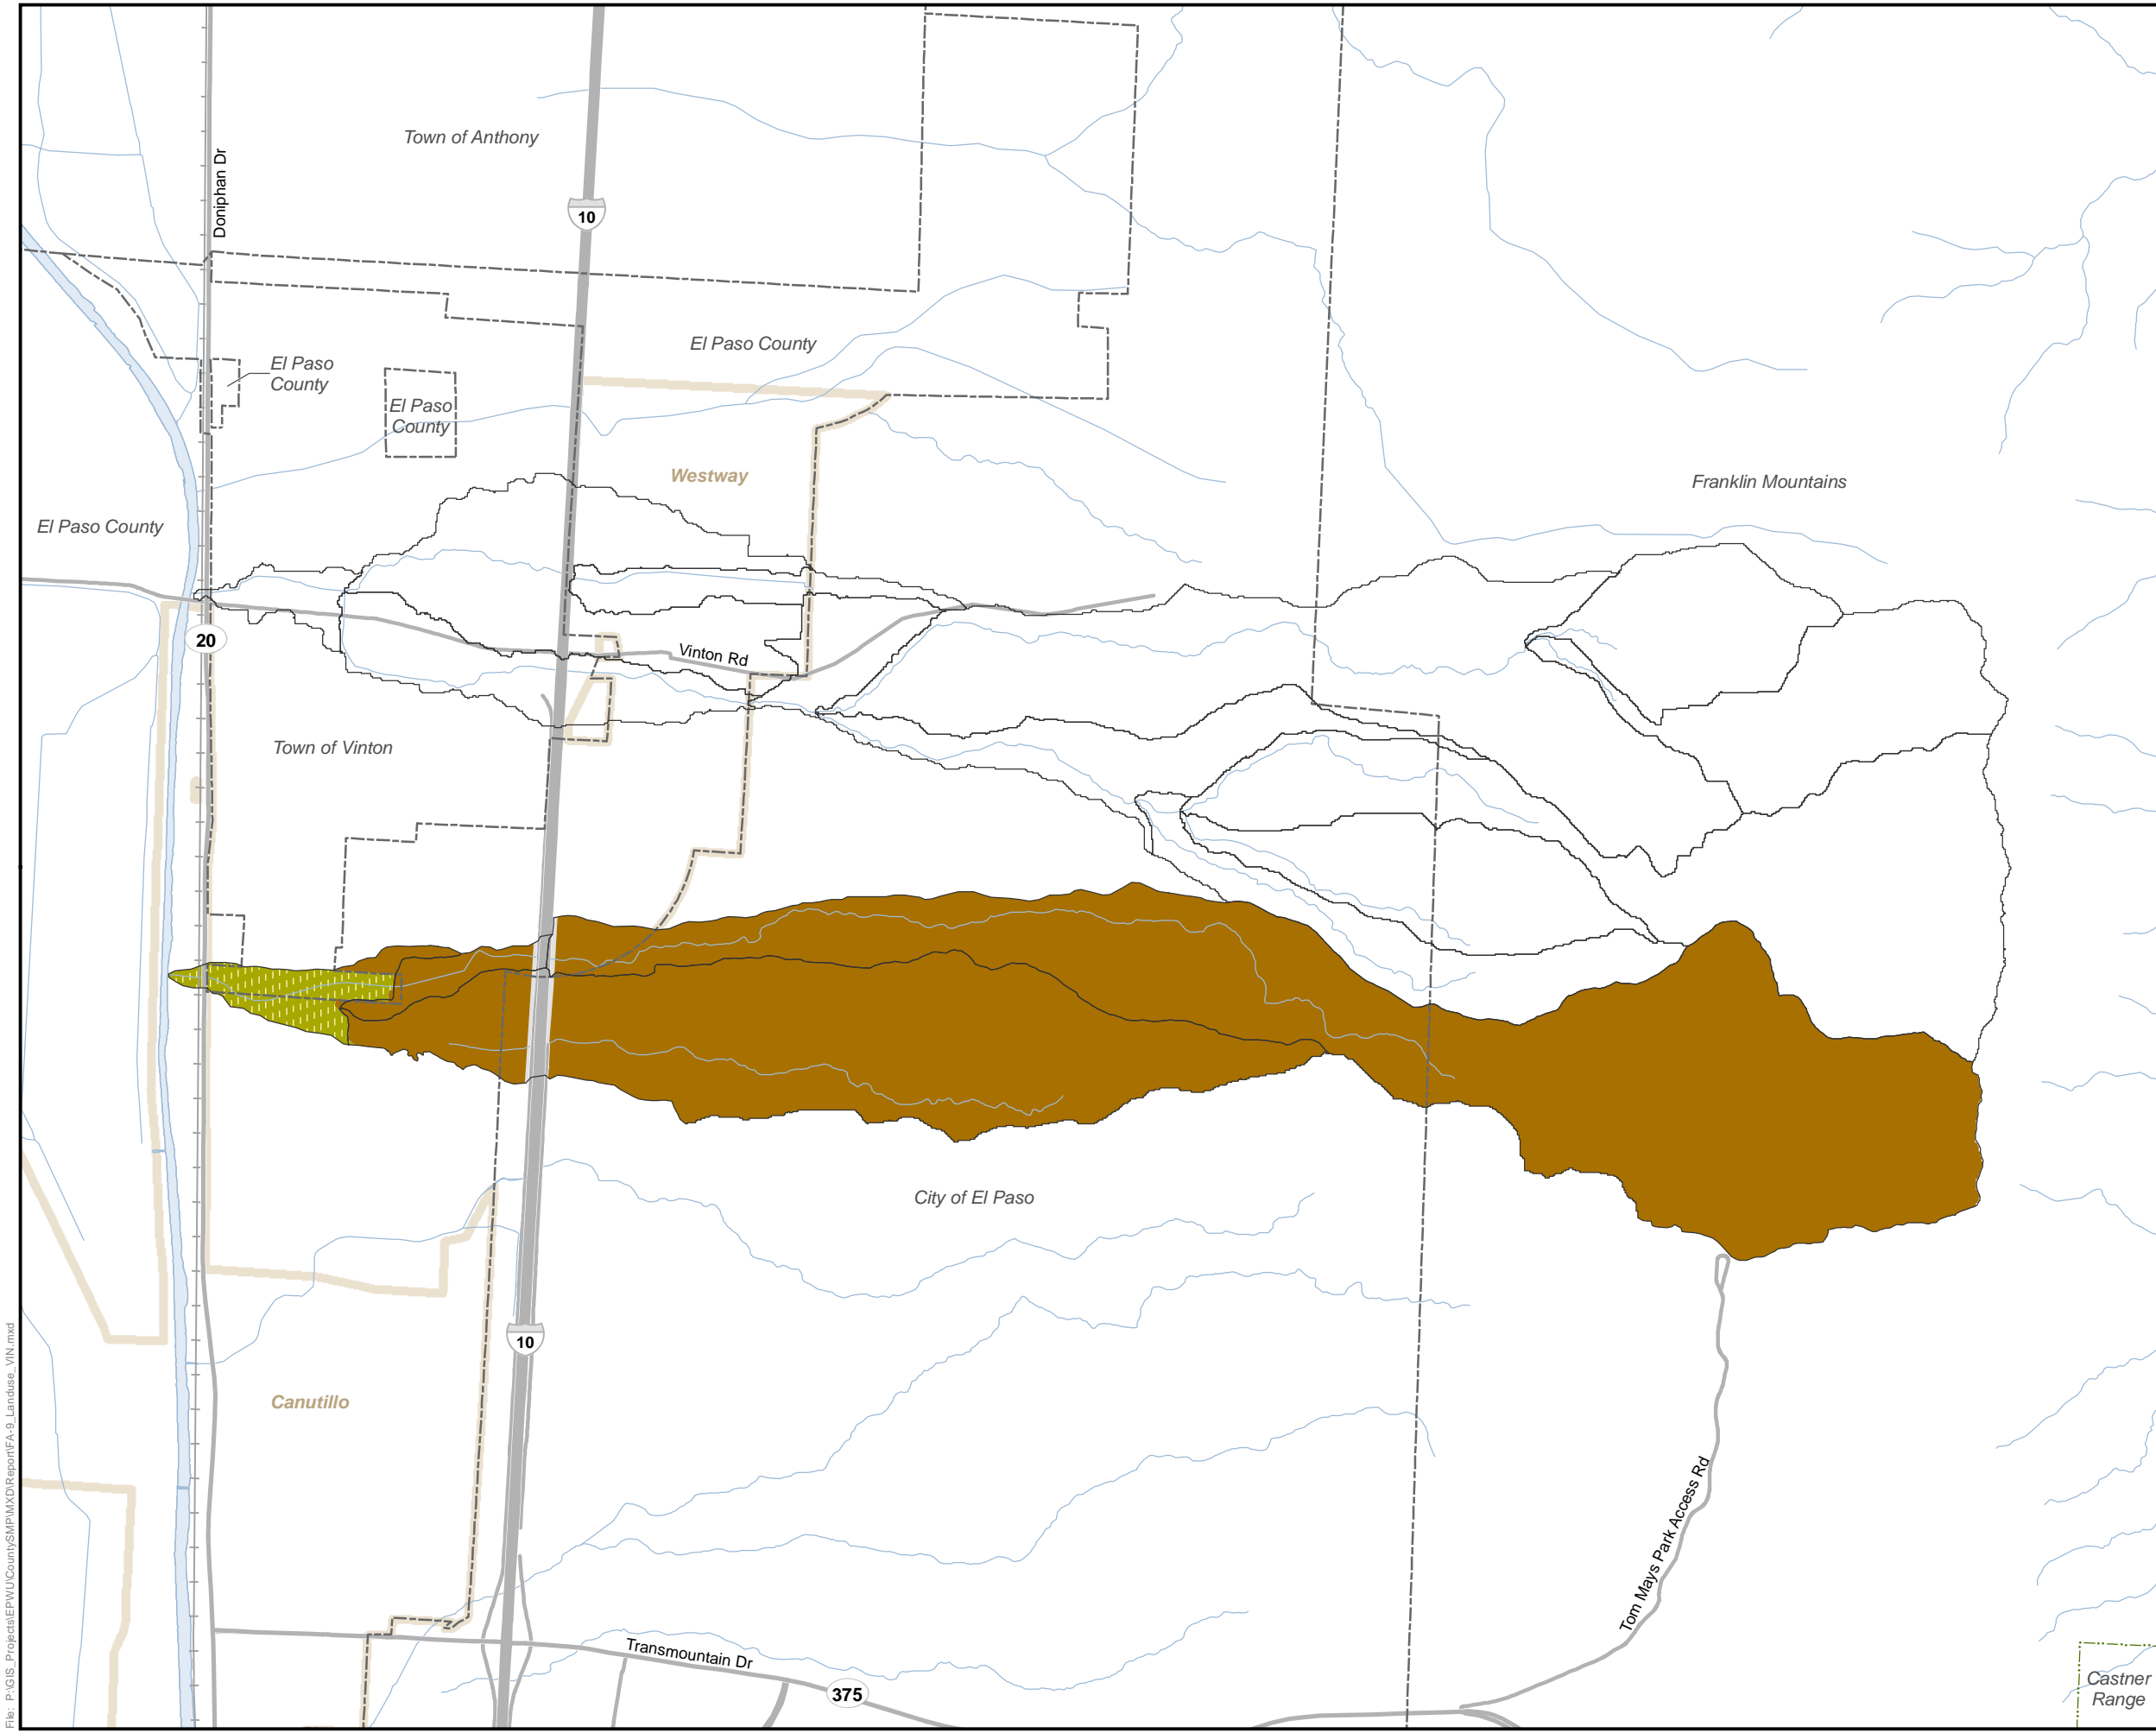 Town of Anthony
Doniphan Dr
10
El Paso County
El Paso
County
El Paso
County
Westway
Franklin Mountains
El Paso County
20
Vinton Rd
Town of Vinton
City of El Paso
10
Canutillo
Tom Mays Park Access Rd
Transmountain Dr
375
Castner
Range
File: P:\GIS_Projects\EPWU\CountySMP\MXD\Report\FA-9_Landuse_VIN.mxd